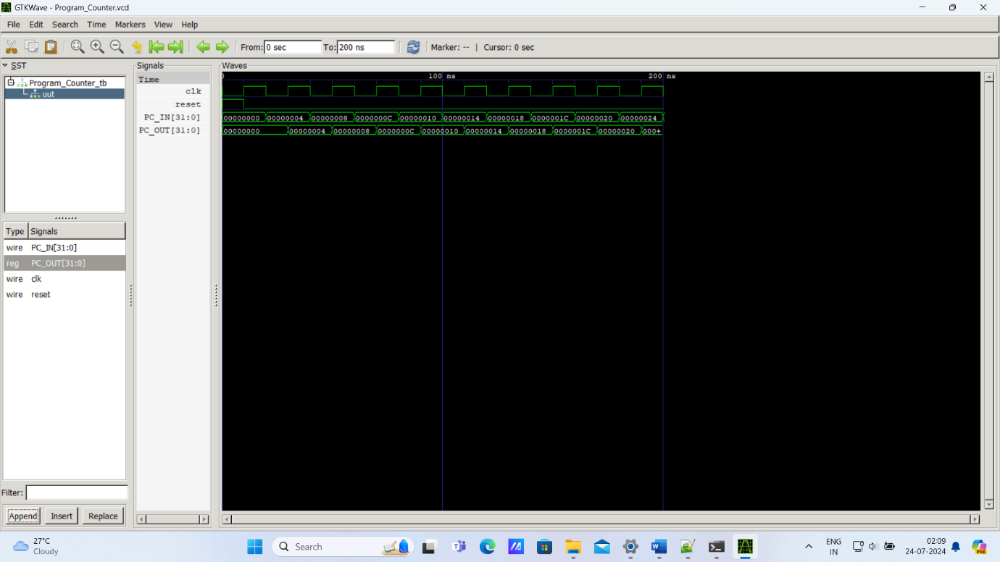 GTKWave - Program_Counter.vcd
File Edit Search Time Markers View Help
From: 0 sec To: 200 ns Marker: -- | Cursor: 0 sec
SST
Program_Counter_tb
uut
Type Signals
wire PC_IN[31:0]
reg PC_OUT[31:0]
wire clk
wire reset
Filter:
Append Insert Replace
Signals
Time
clk
reset
PC_IN[31:0]
PC_OUT[31:0]
Waves
0 100 ns 200 ns
00000000 00000004 00000008 0000000C 00000010 00000014 00000018 0000001C 00000020 00000024
00000000 00000004 00000008 0000000C 00000010 00000014 00000018 0000001C 00000020 000+
27°C
Cloudy
Search
ENG
IN
02:09
24-07-2024
PRE